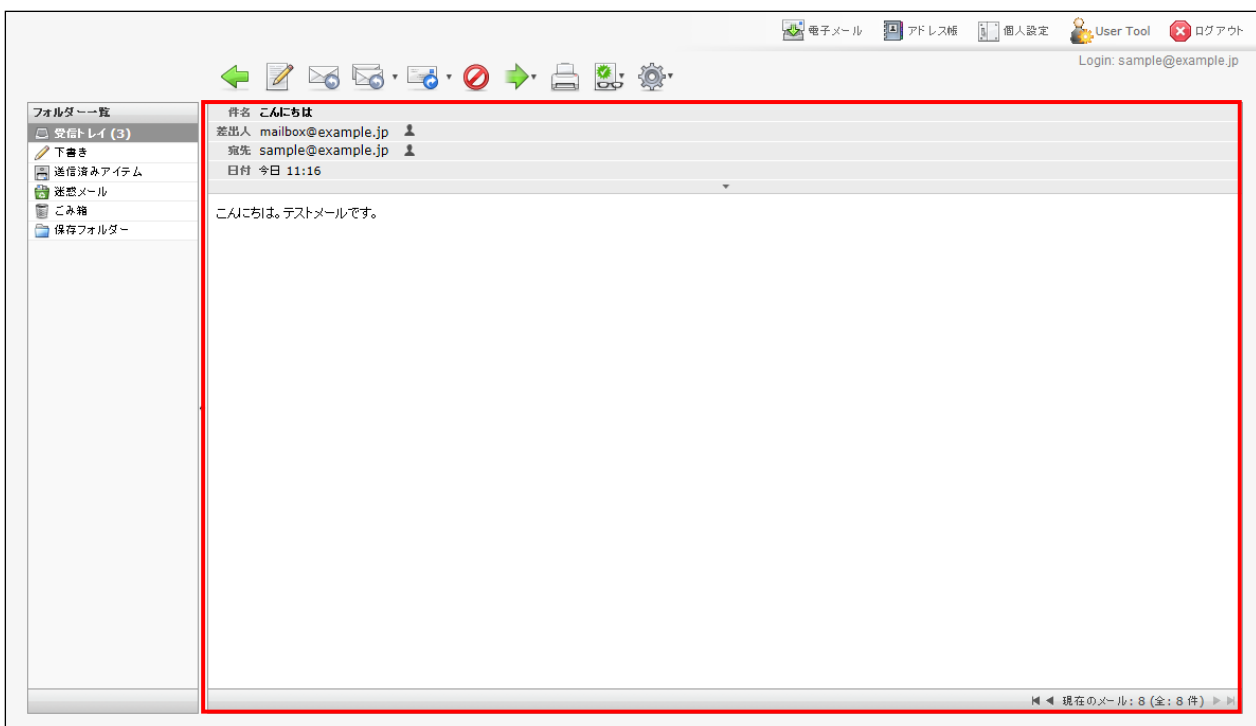 電子メール アドレス帳 個人設定 User Tool ログアウト
Login: sample@example.jp
フォルダー一覧
受信トレイ (3)
下書き
送信済みアイテム
迷惑メール
ごみ箱
保存フォルダー
件名 こんにちは
差出人 mailbox@example.jp
宛先 sample@example.jp
日付 今日 11:16
こんにちは。テストメールです。
現在のメール: 8 (全: 8 件)